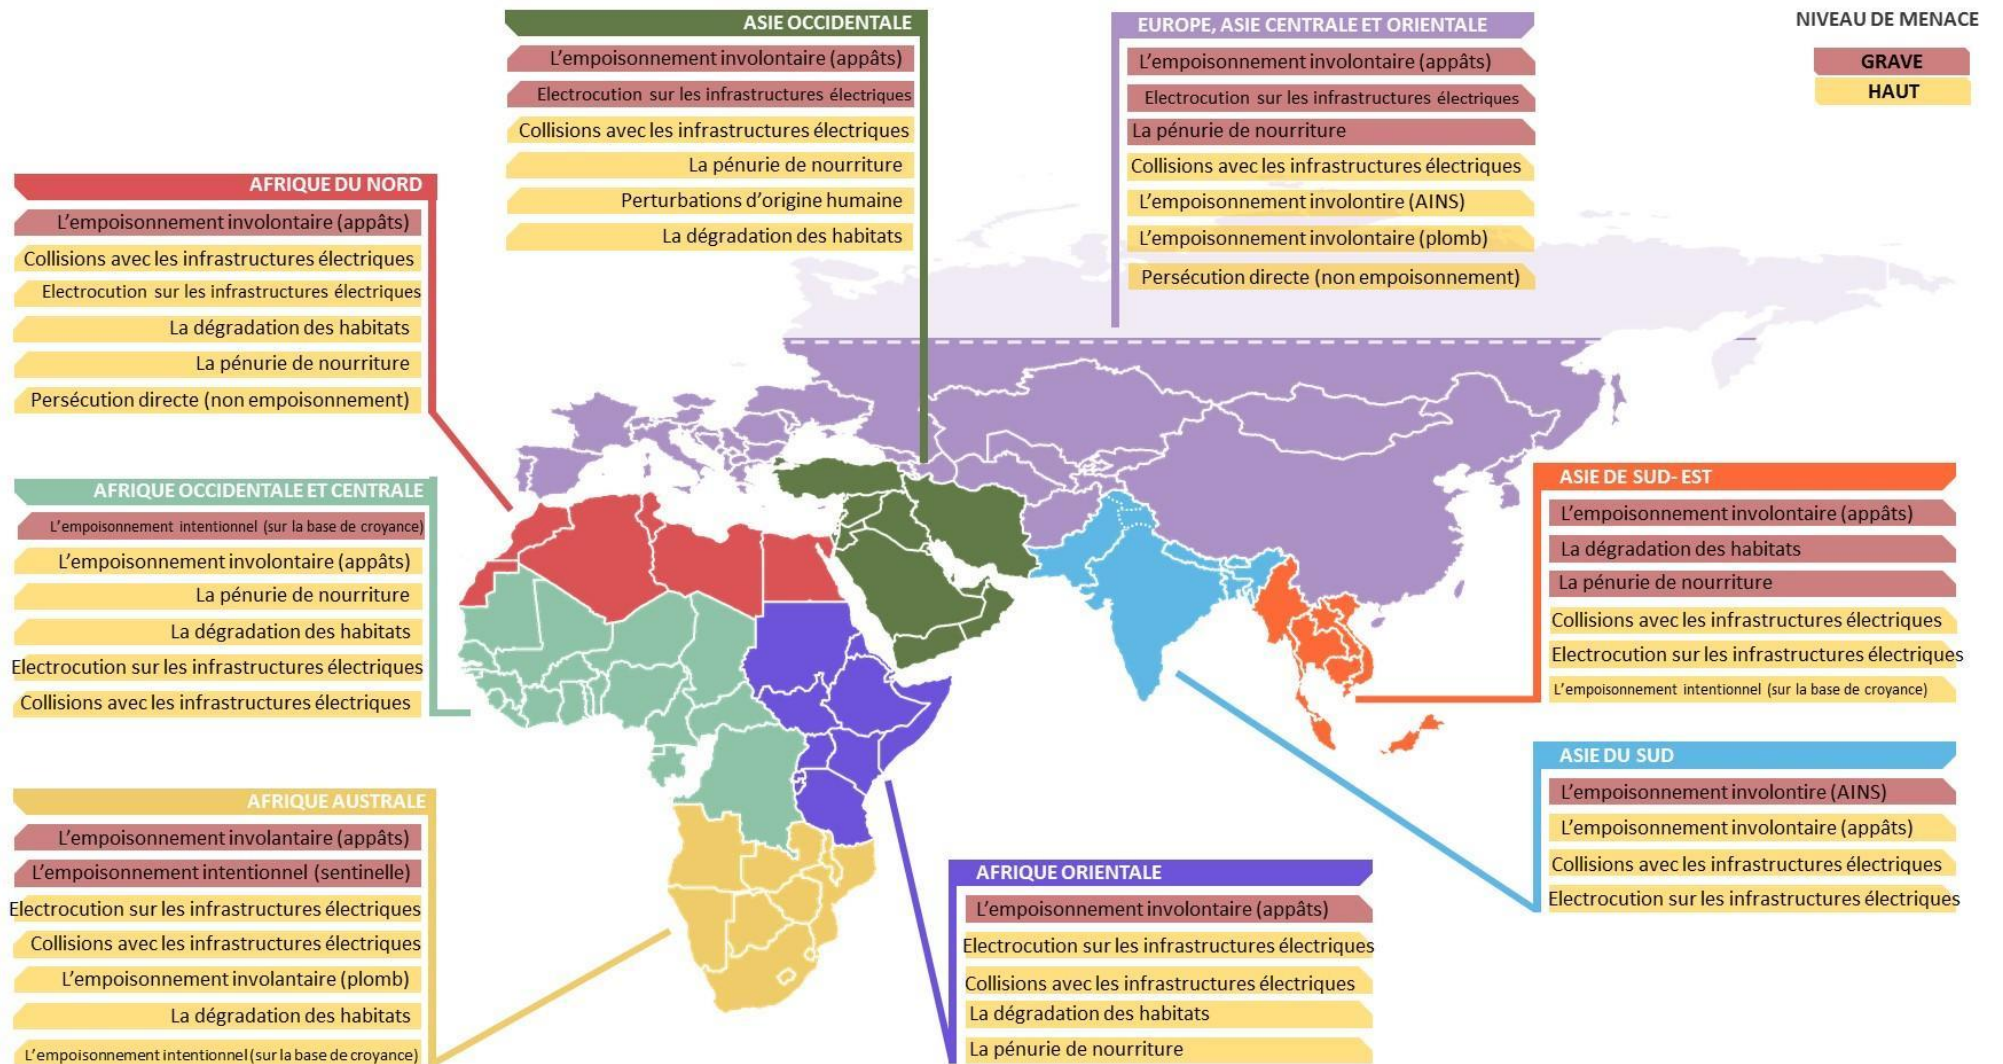 ASIE OCCIDENTALE
L'empoisonnement involontaire (appâts)
Electrocution sur les infrastructures électriques
Collisions avec les infrastructures électriques
La pénurie de nourriture
Perturbations d'origine humaine
La dégradation des habitats
EUROPE, ASIE CENTRALE ET ORIENTALE
L'empoisonnement involontaire (appâts)
Electrocution sur les infrastructures électriques
La pénurie de nourriture
Collisions avec les infrastructures électriques
L'empoisonnement involontire (AINS)
L'empoisonnement involontaire (plomb)
Persécution directe (non empoisonnement)
NIVEAU DE MENACE
GRAVE
HAUT
AFRIQUE DU NORD
L'empoisonnement involontaire (appâts)
Collisions avec les infrastructures électriques
Electrocution sur les infrastructures électriques
La dégradation des habitats
La pénurie de nourriture
Persécution directe (non empoisonnement)
AFRIQUE OCCIDENTALE ET CENTRALE
L'empoisonnement intentionnel (sur la base de croyance)
L'empoisonnement involontaire (appâts)
La pénurie de nourriture
La dégradation des habitats
Electrocution sur les infrastructures électriques
Collisions avec les infrastructures électriques
ASIE DE SUD- EST
L'empoisonnement involontaire (appâts)
La dégradation des habitats
La pénurie de nourriture
Collisions avec les infrastructures électriques
Electrocution sur les infrastructures électriques
L'empoisonnement intentionnel (sur la base de croyance)
ASIE DU SUD
L'empoisonnement involontire (AINS)
L'empoisonnement involontaire (appâts)
Collisions avec les infrastructures électriques
Electrocution sur les infrastructures électriques
AFRIQUE AUSTRALE
L'empoisonnement involantaire (appâts)
L'empoisonnement intentionnel (sentinelle)
Electrocution sur les infrastructures électriques
Collisions avec les infrastructures électriques
L'empoisonnement involantaire (plomb)
La dégradation des habitats
L'empoisonnement intentionnel (sur la base de croyance)
AFRIQUE ORIENTALE
L'empoisonnement involontaire (appâts)
Electrocution sur les infrastructures électriques
Collisions avec les infrastructures électriques
La dégradation des habitats
La pénurie de nourriture